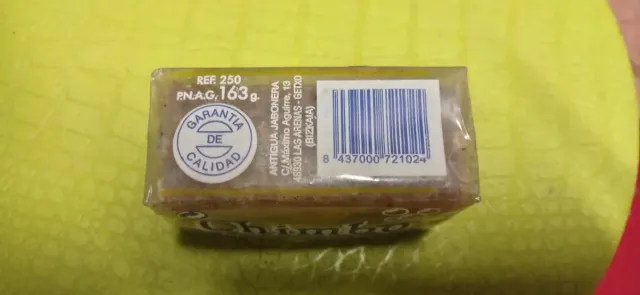 REF. 250
P.N.A.G. 163 g.
GARANTIA
DE
CALIDAD
ANTIGUA JABONERA
C/. Máximo Aguirre, 13
48930 LAS ARENAS - GETXO
(BIZKAIA)
8 437000 721024
Chimbo